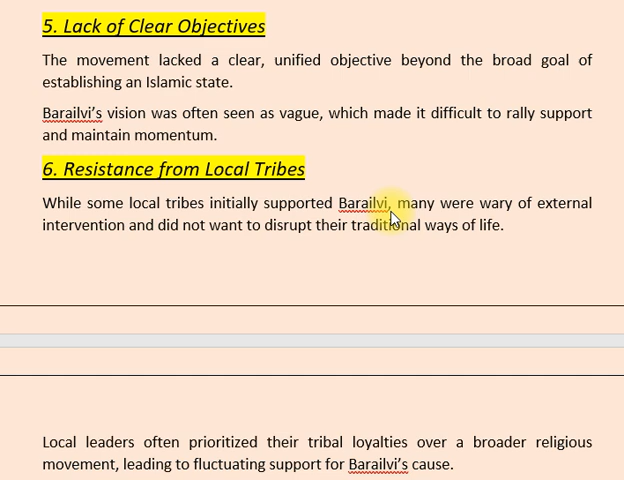 5. Lack of Clear Objectives
The movement lacked a clear, unified objective beyond the broad goal of
establishing an Islamic state.
Barailvi’s vision was often seen as vague, which made it difficult to rally support
and maintain momentum.
6. Resistance from Local Tribes
While some local tribes initially supported Barailvi, many were wary of external
intervention and did not want to disrupt their traditional ways of life.
Local leaders often prioritized their tribal loyalties over a broader religious
movement, leading to fluctuating support for Barailvi’s cause.